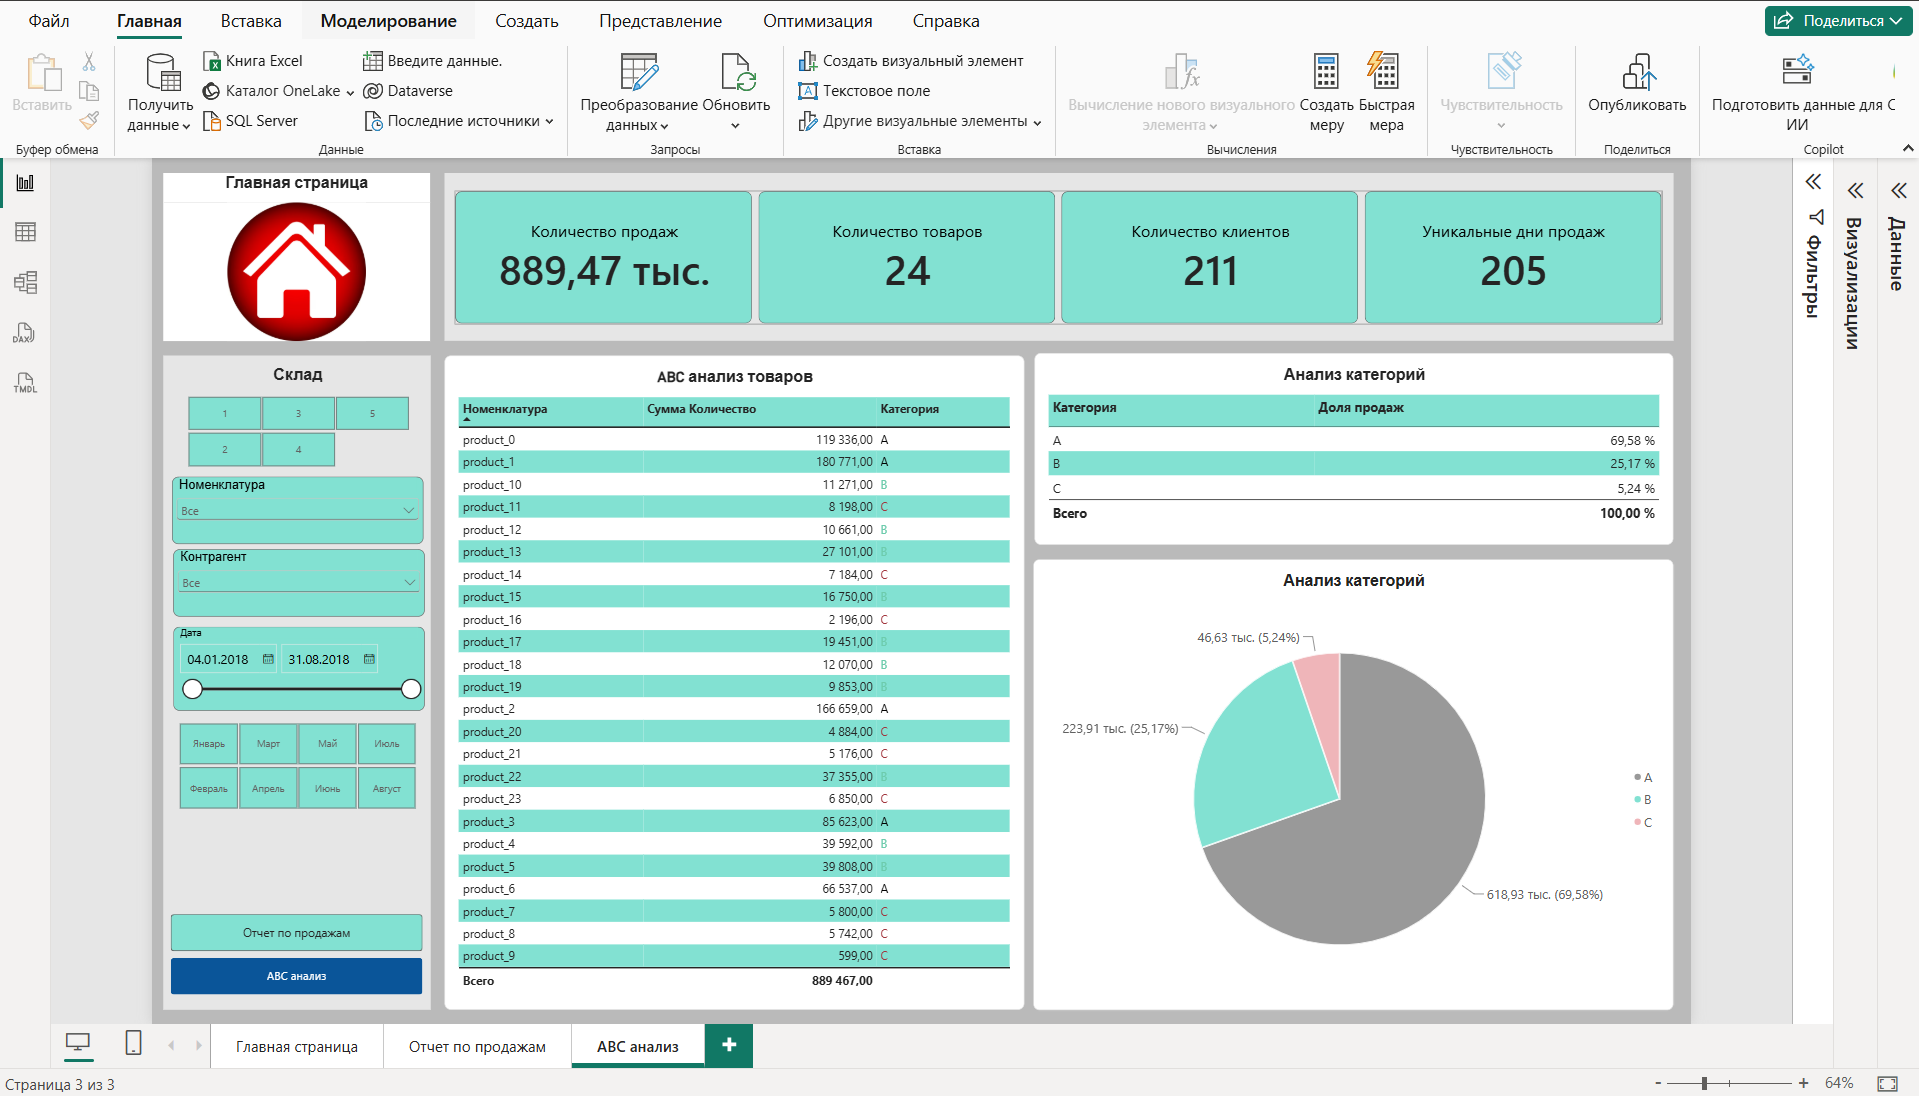 Файл Главная Вставка Моделирование Создать Представление Оптимизация Справка Поделиться
Вставить
Буфер обмена
Получить данные
Книга Excel
Каталог OneLake
SQL Server
Введите данные.
Dataverse
Последние источники
Данные
Преобразование данных
Обновить
Запросы
Создать визуальный элемент
Текстовое поле
Другие визуальные элементы
Вставка
Вычисление нового визуального элемента
Создать меру
Быстрая мера
Вычисления
Чувствительность
Чувствительность
Опубликовать
Поделиться
Подготовить данные для С
ИИ
Copilot
DAX
TMDL
Главная страница
Количество продаж
889,47 тыс.
Количество товаров
24
Количество клиентов
211
Уникальные дни продаж
205
Склад
1 3 5
2 4
Номенклатура
Все
Контрагент
Все
Дата
04.01.2018 31.08.2018
Январь Март Май Июль
Февраль Апрель Июнь Август
Отчет по продажам
АВС анализ
АВС анализ товаров
Номенклатура Сумма Количество Категория
product_0 119 336,00 A
product_1 180 771,00 A
product_10 11 271,00 B
product_11 8 198,00 C
product_12 10 661,00 B
product_13 27 101,00 B
product_14 7 184,00 C
product_15 16 750,00 B
product_16 2 196,00 C
product_17 19 451,00 B
product_18 12 070,00 B
product_19 9 853,00 B
product_2 166 659,00 A
product_20 4 884,00 C
product_21 5 176,00 C
product_22 37 355,00 B
product_23 6 850,00 C
product_3 85 623,00 A
product_4 39 592,00 B
product_5 39 808,00 B
product_6 66 537,00 A
product_7 5 800,00 C
product_8 5 742,00 C
product_9 599,00 C
Всего 889 467,00
Анализ категорий
Категория Доля продаж
A 69,58 %
B 25,17 %
C 5,24 %
Всего 100,00 %
Анализ категорий
46,63 тыс. (5,24%)
223,91 тыс. (25,17%)
618,93 тыс. (69,58%)
A
B
C
Фильтры
Визуализации
Данные
Главная страница Отчет по продажам АВС анализ
Страница 3 из 3
- + 64%